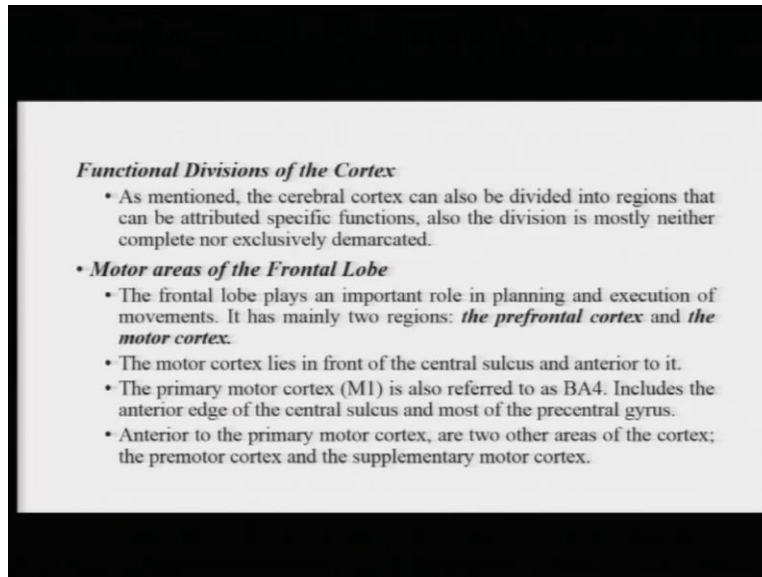 Functional Divisions of the Cortex
• As mentioned, the cerebral cortex can also be divided into regions that
can be attributed specific functions, also the division is mostly neither
complete nor exclusively demarcated.
• Motor areas of the Frontal Lobe
• The frontal lobe plays an important role in planning and execution of
movements. It has mainly two regions: the prefrontal cortex and the
motor cortex.
• The motor cortex lies in front of the central sulcus and anterior to it.
• The primary motor cortex (M1) is also referred to as BA4. Includes the
anterior edge of the central sulcus and most of the precentral gyrus.
• Anterior to the primary motor cortex, are two other areas of the cortex;
the premotor cortex and the supplementary motor cortex.